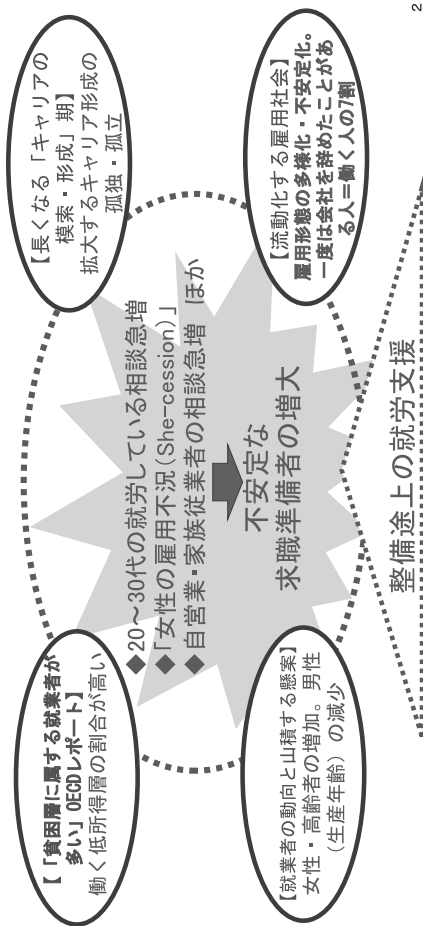 【「貧困層に属する就業者が
多い」OECDレポート】
働く低所得層の割合が高い
【長くなる「キャリアの
模索・形成」期】
拡大するキャリア形成の
孤独・孤立
◆20～30代の就労している相談急増
◆「女性の雇用不況(She-cession)」
◆自営業・家族従業者の相談急増 ほか
不安定な
求職準備者の増大
【就業者の動向と山積する懸案】
女性・高齢者の増加。男性
（生産年齢）の減少
【流動化する雇用社会】
雇用形態の多様化・不安定化。
一度は会社を辞めたことがあ
る人＝働く人の7割
整備途上の就労支援
2